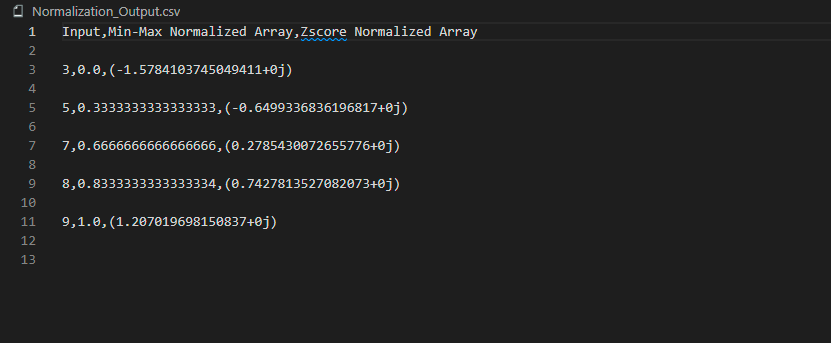 Normalization_Output.csv
1 Input,Min-Max Normalized Array,Zscore Normalized Array
2
3 3,0.0,(-1.5784103745049411+0j)
4
5 5,0.3333333333333333,(-0.6499336836196817+0j)
6
7 7,0.6666666666666666,(0.2785430072655776+0j)
8
9 8,0.8333333333333334,(0.7427813527082073+0j)
10
11 9,1.0,(1.207019698150837+0j)
12
13